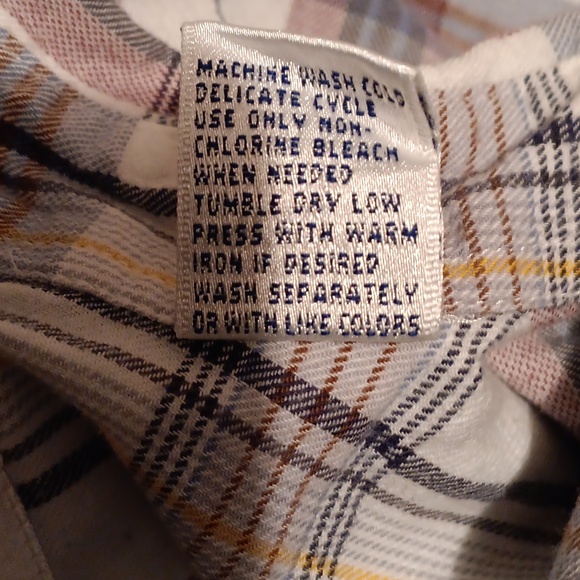 MACHINE WASH COLD
DELICATE CYCLE
USE ONLY NON-
CHLORINE BLEACH
WHEN NEEDED
TUMBLE DRY LOW
PRESS WITH WARM
IRON IF DESIRED
WASH SEPARATELY
OR WITH LIKE COLORS